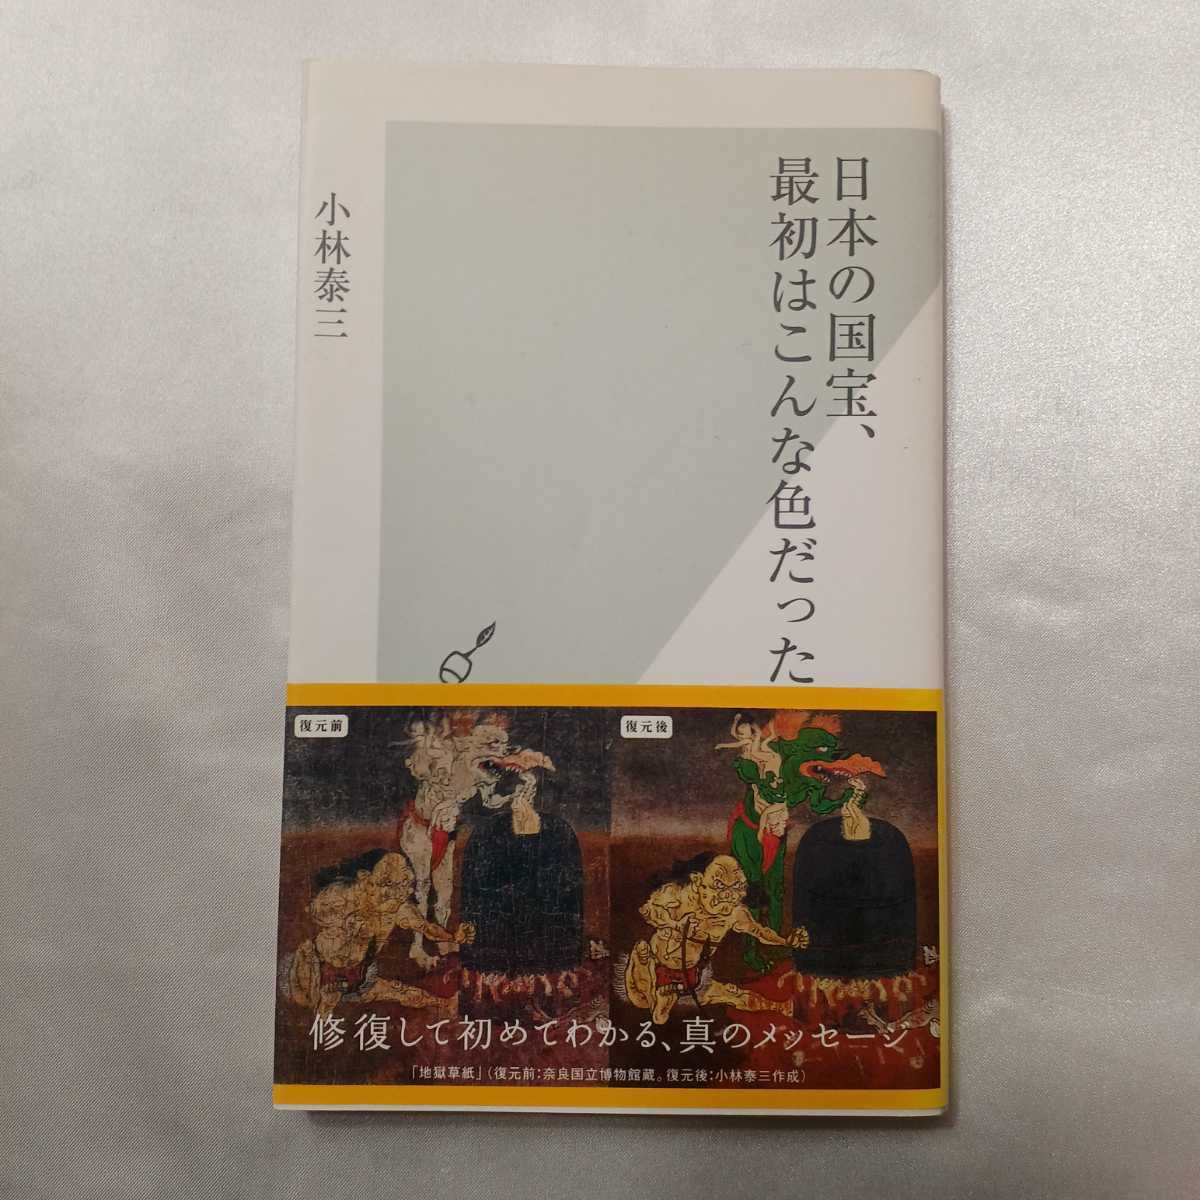 日本の国宝、
最初はこんな色だった
小林泰三
復元前
復元後
修復して初めてわかる、真のメッセージ
「地獄草紙」（復元前：奈良国立博物館蔵。復元後：小林泰三作成）